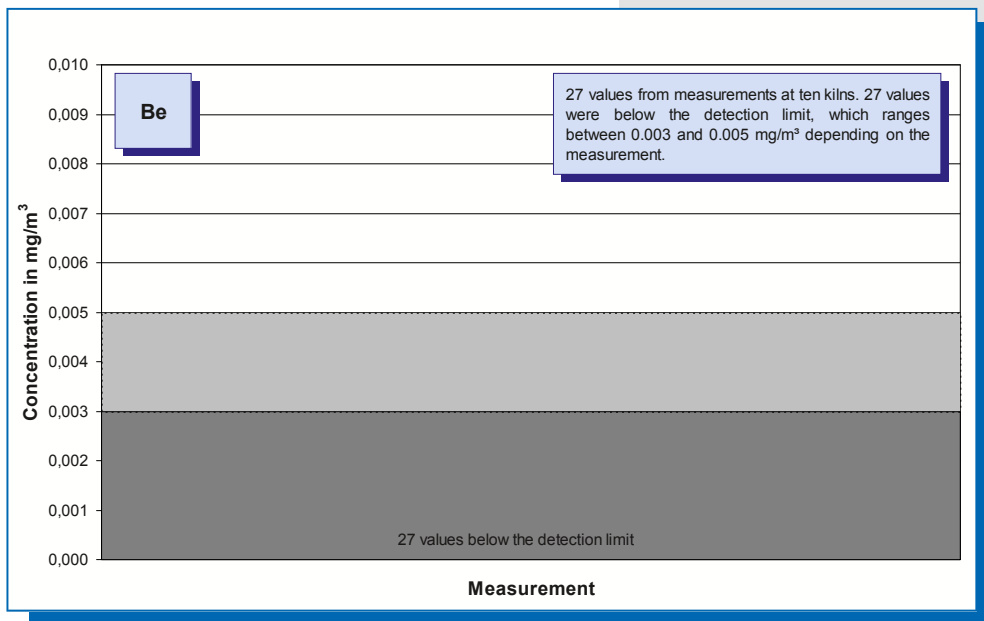 0,010
0,009
0,008
0,007
0,006
0,005
0,004
0,003
0,002
0,001
0,000
Concentration in mg/m³
Be
27 values from measurements at ten kilns. 27 values
were below the detection limit, which ranges
between 0.003 and 0.005 mg/m³ depending on the
measurement.
27 values below the detection limit
Measurement